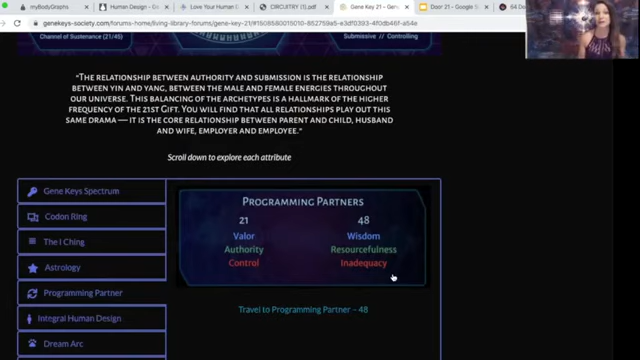 myBodyGraphs
Human Design - G
Love Your Human (
CIRCUITRY (1).pdf
Gene Key 21 - Ge
Door 21 - Google S
64 Do
genekeys-society.com/forums/home/living-library-forums/gene-key-21/
Channel of Sustenance (21/45)
Submissive // Controlling
"THE RELATIONSHIP BETWEEN AUTHORITY AND SUBMISSION IS THE RELATIONSHIP
BETWEEN YIN AND YANG, BETWEEN THE MALE AND FEMALE ENERGIES THROUGHOUT
OUR UNIVERSE. THIS BALANCING OF THE ARCHETYPES IS A HALLMARK OF THE HIGHER
FREQUENCY OF THE 21ST GIFT. YOU WILL FIND THAT ALL RELATIONSHIPS PLAY OUT THIS
SAME DRAMA — IT IS THE CORE RELATIONSHIP BETWEEN PARENT AND CHILD, HUSBAND
AND WIFE, EMPLOYER AND EMPLOYEE."
Scroll down to explore each attribute
Gene Keys Spectrum
Codon Ring
The I Ching
Astrology
Programming Partner
Integral Human Design
Dream Arc
PROGRAMMING PARTNERS
21 48
Valor Wisdom
Authority Resourcefulness
Control Inadequacy
Travel to Programming Partner – 48